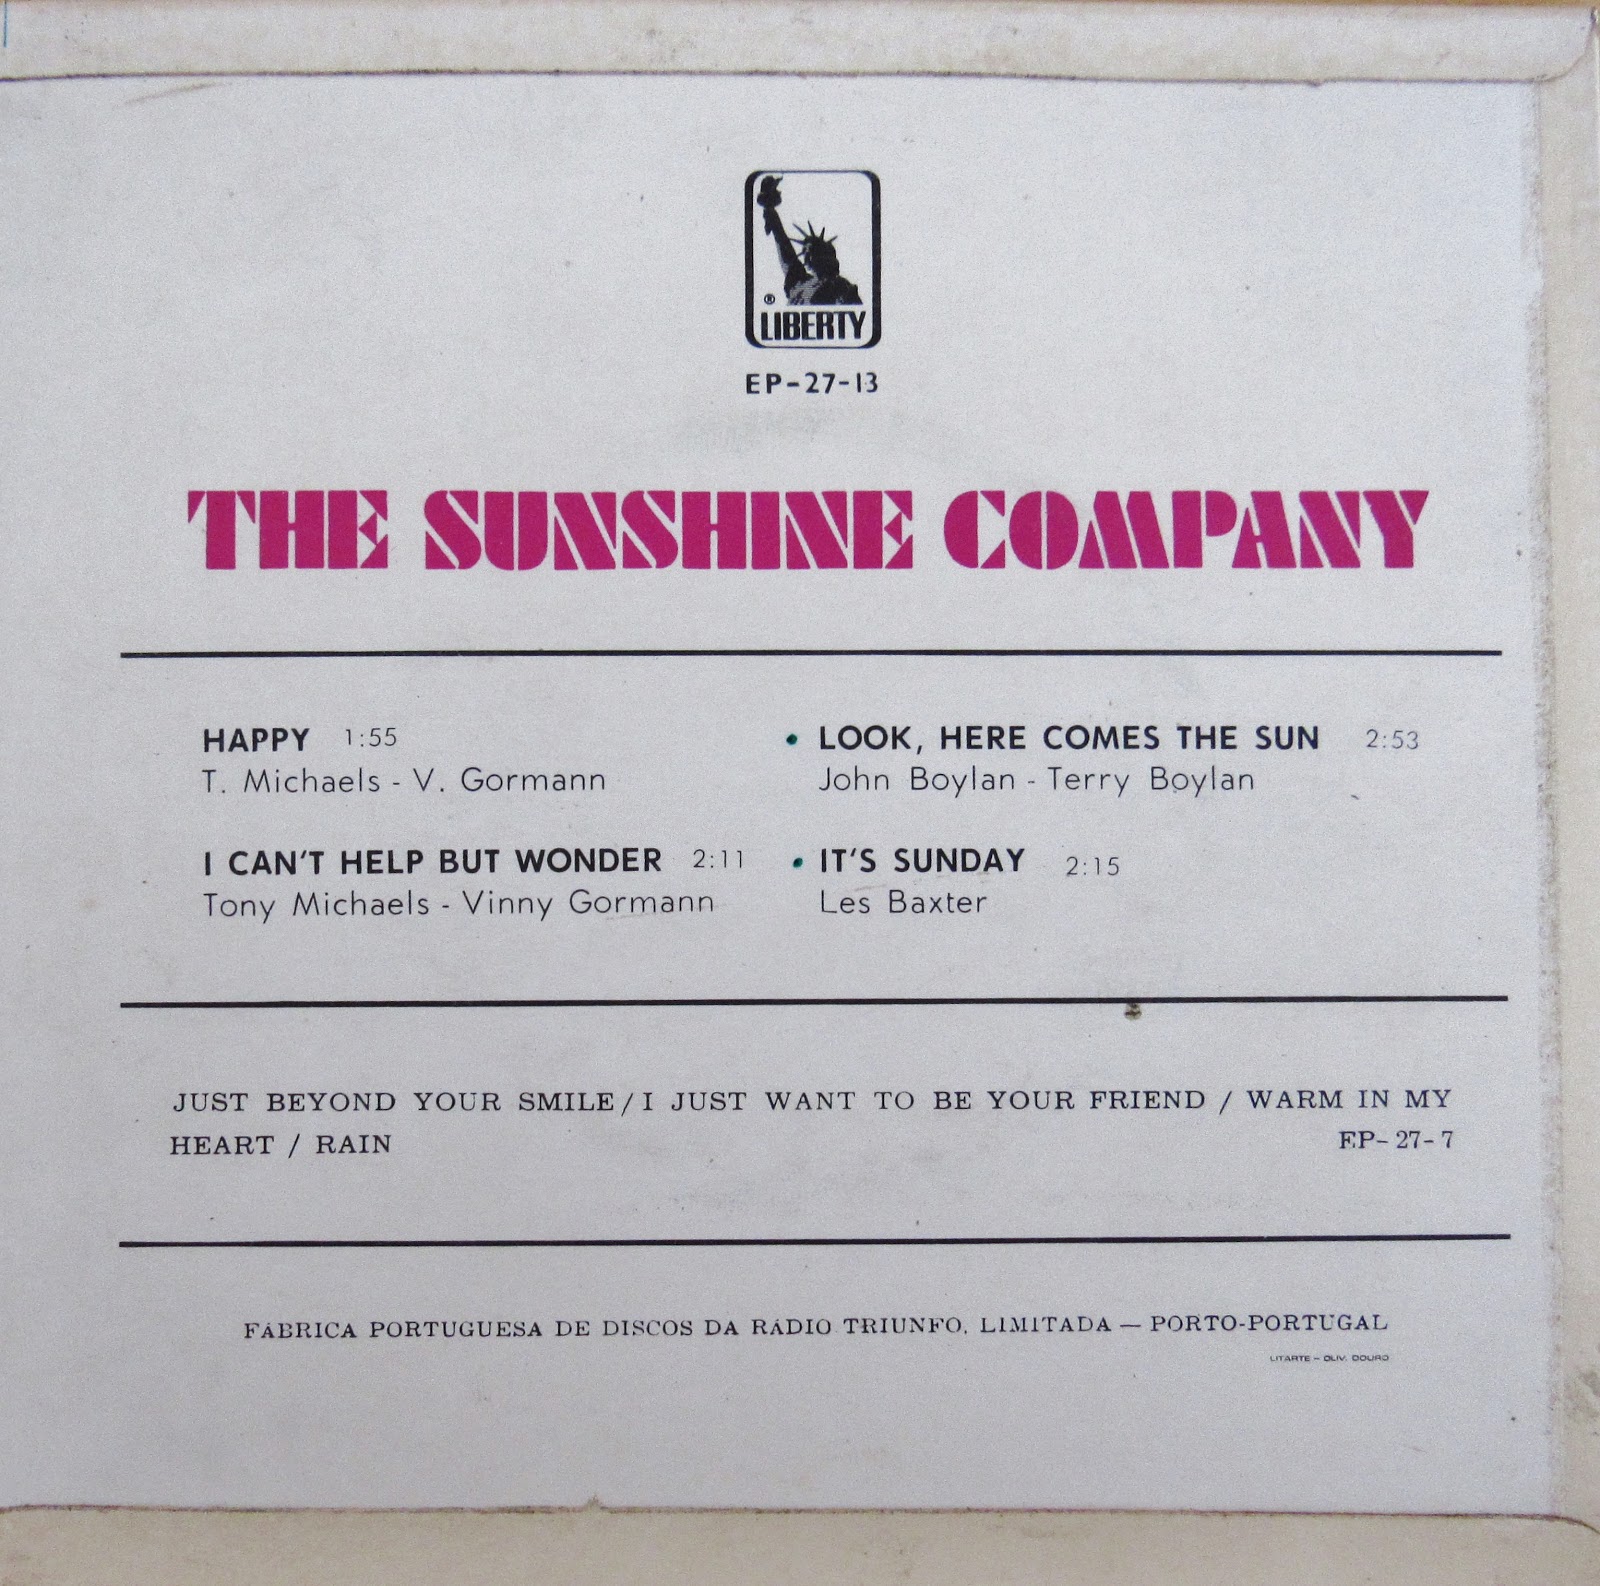 ® LIBERTY
EP-27-13
THE SUNSHINE COMPANY
HAPPY 1:55
T. Michaels - V. Gormann
I CAN'T HELP BUT WONDER 2:11
Tony Michaels - Vinny Gormann
• LOOK, HERE COMES THE SUN 2:53
John Boylan - Terry Boylan
• IT'S SUNDAY 2:15
Les Baxter
JUST BEYOND YOUR SMILE / I JUST WANT TO BE YOUR FRIEND / WARM IN MY
HEART / RAIN EP-27-7
FÁBRICA PORTUGUESA DE DISCOS DA RÁDIO TRIUNFO, LIMITADA — PORTO-PORTUGAL
LITARTE - OLIV. DOURO